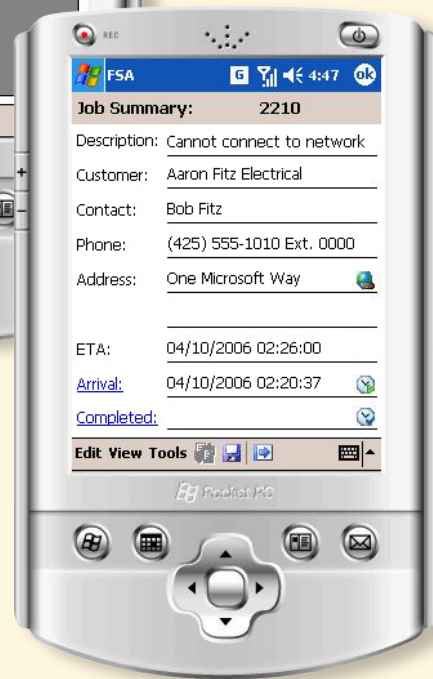 REC
FSA G 4:47 ok
Job Summary: 2210
Description: Cannot connect to network
Customer: Aaron Fitz Electrical
Contact: Bob Fitz
Phone: (425) 555-1010 Ext. 0000
Address: One Microsoft Way
ETA: 04/10/2006 02:26:00
Arrival: 04/10/2006 02:20:37
Completed:
Edit View Tools
Pocket PC